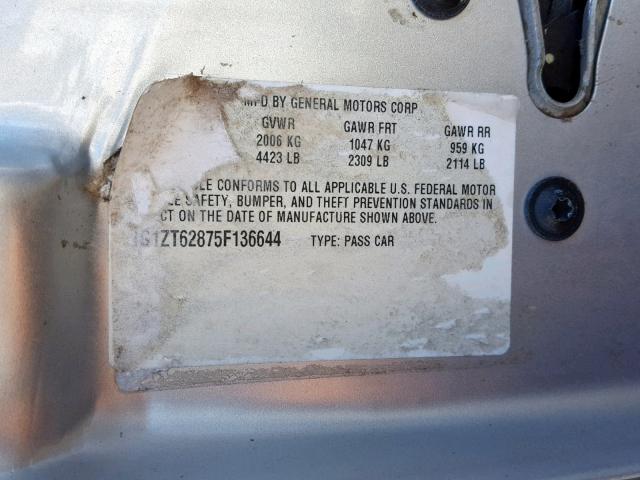 MFD BY GENERAL MOTORS CORP
GVWR GAWR FRT GAWR RR
2006 KG 1047 KG 959 KG
4423 LB 2309 LB 2114 LB
CONFORMS TO ALL APPLICABLE U.S. FEDERAL MOTOR
SAFETY, BUMPER, AND THEFT PREVENTION STANDARDS IN
ON THE DATE OF MANUFACTURE SHOWN ABOVE.
1G1ZT62875F136644 TYPE: PASS CAR